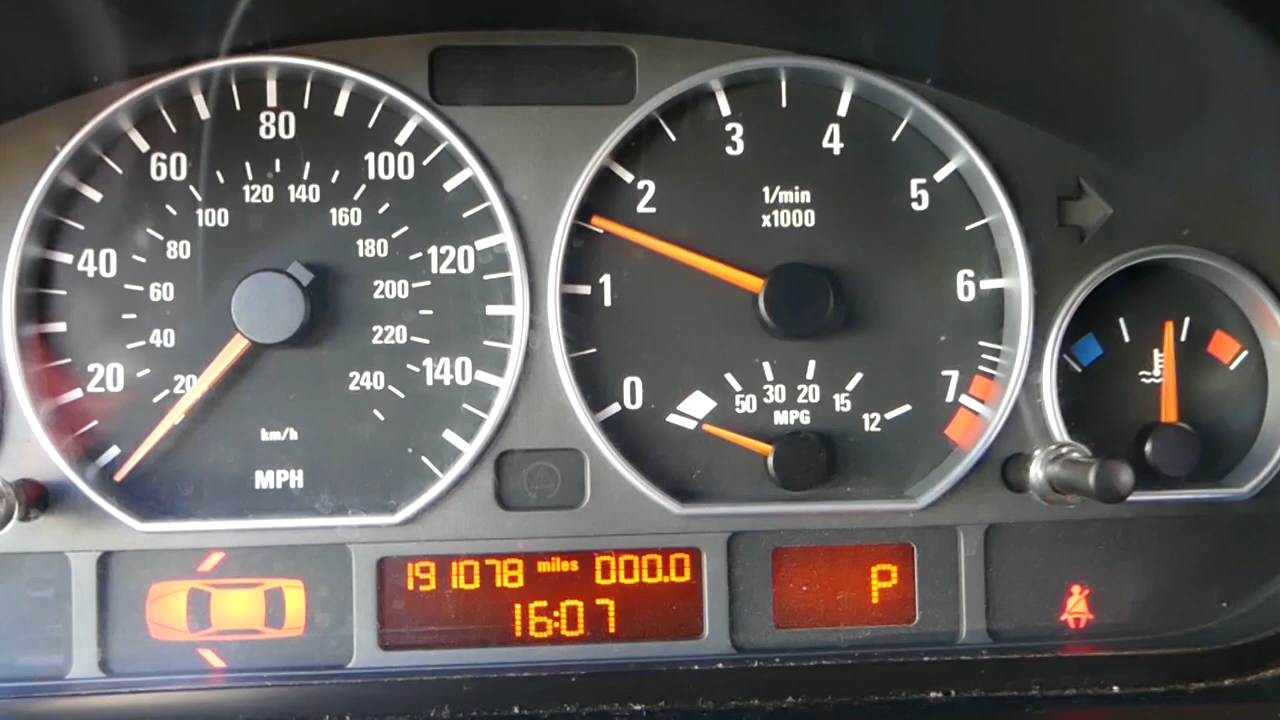 80
60 100
120 140
100 160
80 180
40 120
60 200
40 220
20 140
20 240
km/h
MPH
3 4
2 5
1/min
x1000
1 6
0 7
50 30 20 15 12
MPG
191078 miles 000.0
16:07
P